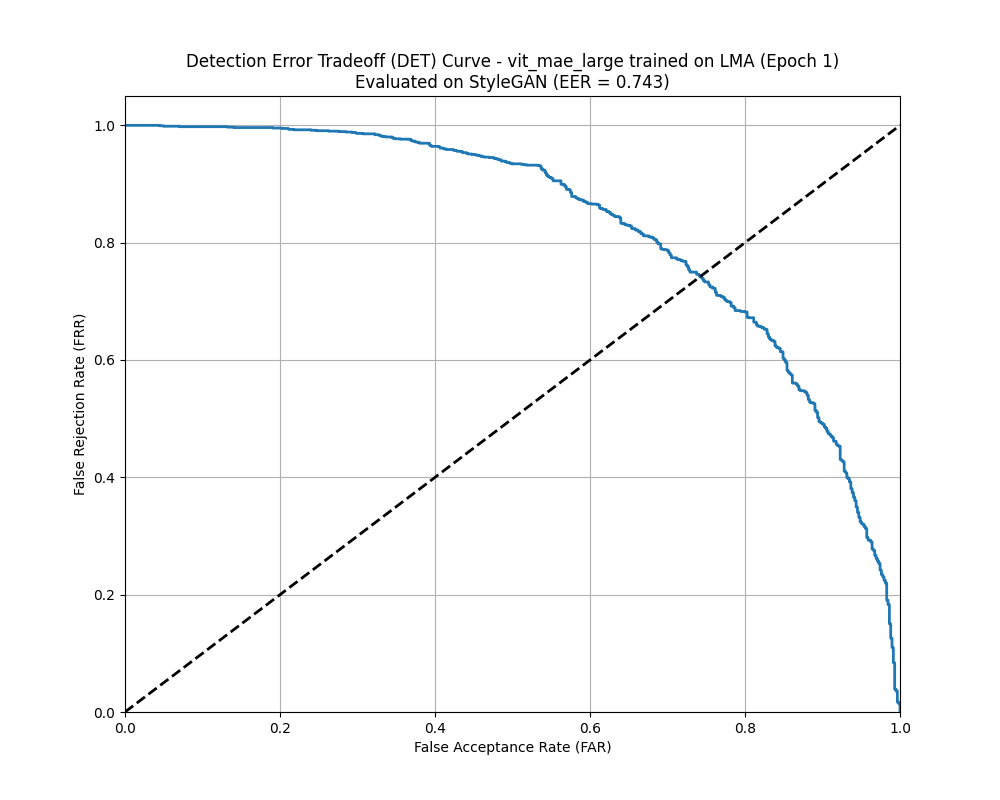 Detection Error Tradeoff (DET) Curve - vit_mae_large trained on LMA (Epoch 1)
Evaluated on StyleGAN (EER = 0.743)
1.0
0.8
0.6
0.4
0.2
0.0
False Rejection Rate (FRR)
0.0 0.2 0.4 0.6 0.8 1.0
False Acceptance Rate (FAR)